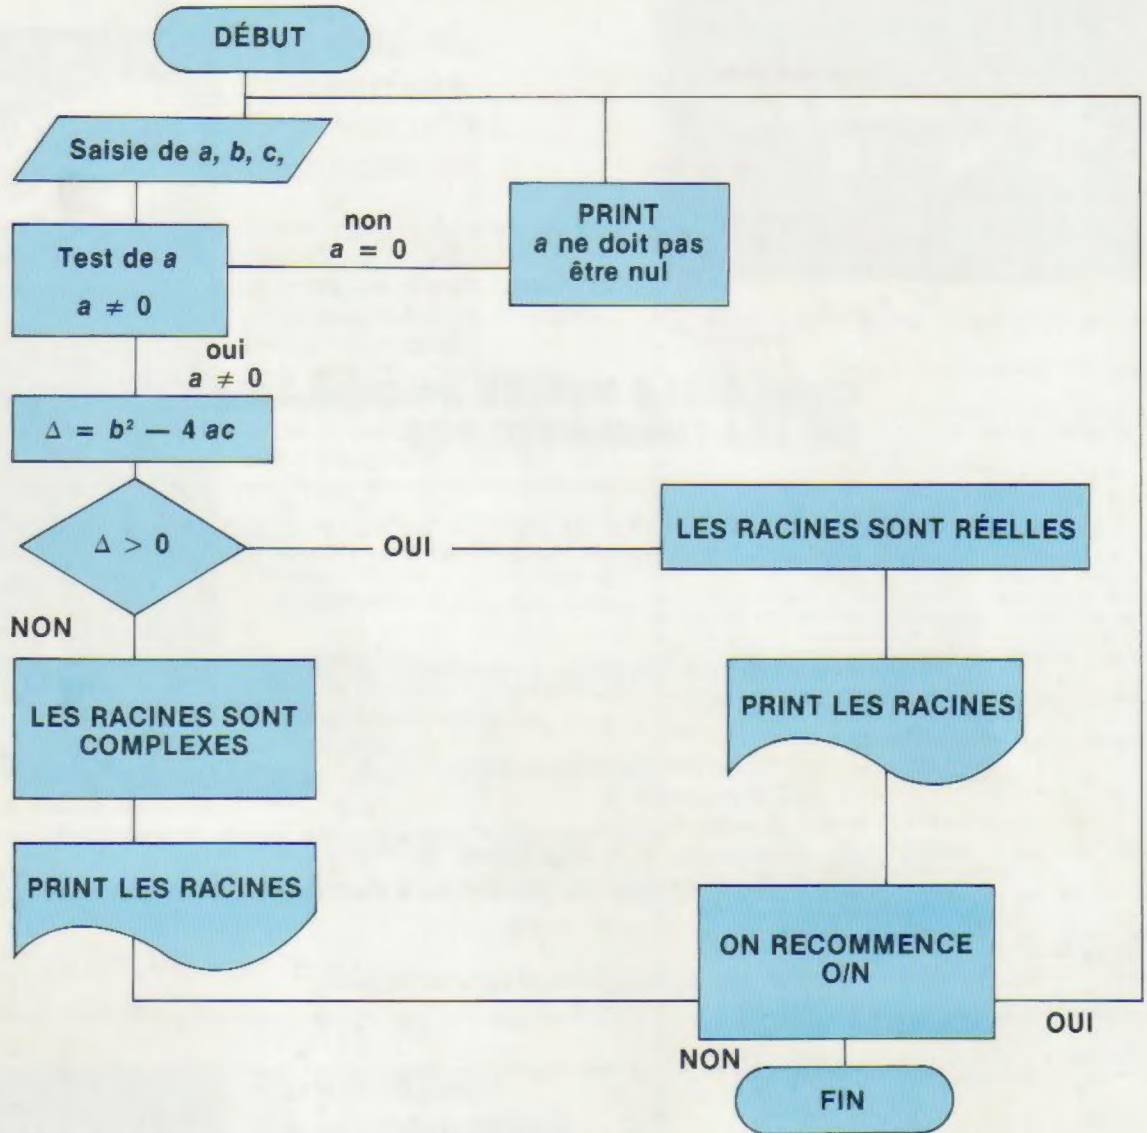 DÉBUT
Saisie de a, b, c,
Test de a
a ≠ 0
non
a = 0
PRINT
a ne doit pas
être nul
oui
a ≠ 0
Δ = b² — 4 ac
Δ > 0
OUI
LES RACINES SONT RÉELLES
NON
LES RACINES SONT
COMPLEXES
PRINT LES RACINES
PRINT LES RACINES
ON RECOMMENCE
O/N
OUI
NON
FIN